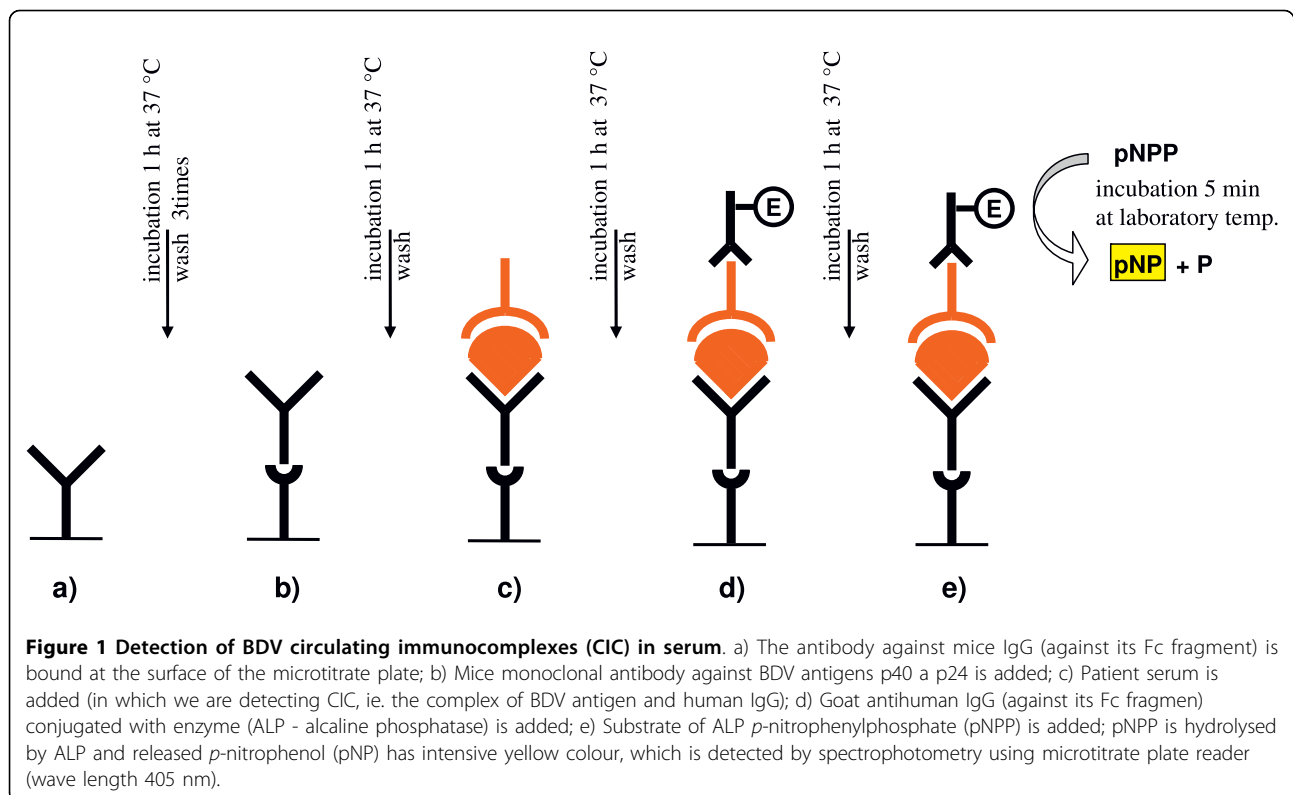 incubation 1 h at 37 °C
wash 3times
incubation 1 h at 37 °C
wash
incubation 1 h at 37 °C
wash
incubation 1 h at 37 °C
wash
E
E
pNPP
incubation 5 min
at laboratory temp.
pNP + P
a)
b)
c)
d)
e)
Figure 1 Detection of BDV circulating immunocomplexes (CIC) in serum. a) The antibody against mice IgG (against its Fc fragment) is
bound at the surface of the microtitrate plate; b) Mice monoclonal antibody against BDV antigens p40 a p24 is added; c) Patient serum is
added (in which we are detecting CIC, ie. the complex of BDV antigen and human IgG); d) Goat antihuman IgG (against its Fc fragmen)
conjugated with enzyme (ALP - alcaline phosphatase) is added; e) Substrate of ALP p-nitrophenylphosphate (pNPP) is added; pNPP is hydrolysed
by ALP and released p-nitrophenol (pNP) has intensive yellow colour, which is detected by spectrophotometry using microtitrate plate reader
(wave length 405 nm).